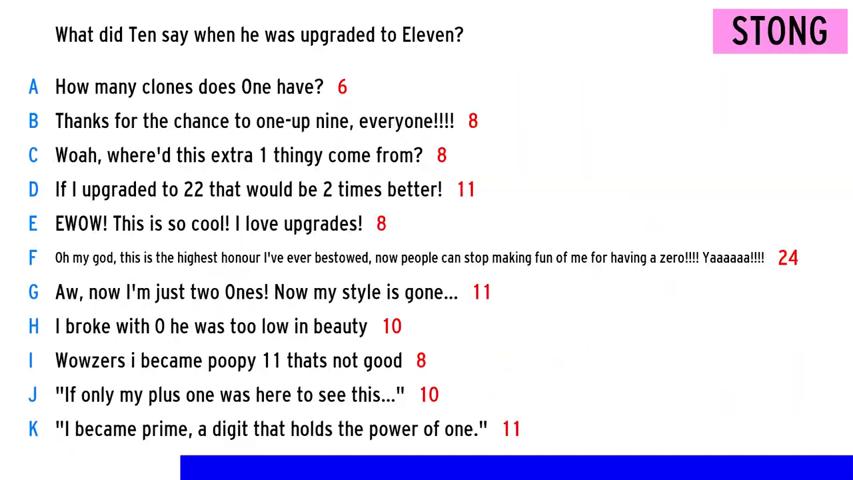 What did Ten say when he was upgraded to Eleven?
STONG
A How many clones does One have? 6
B Thanks for the chance to one-up nine, everyone!!!! 8
C Woah, where'd this extra 1 thingy come from? 8
D If I upgraded to 22 that would be 2 times better! 11
E EWOW! This is so cool! I love upgrades! 8
F Oh my god, this is the highest honour I've ever bestowed, now people can stop making fun of me for having a zero!!!! Yaaaaaa!!!! 24
G Aw, now I'm just two Ones! Now my style is gone... 11
H I broke with 0 he was too low in beauty 10
I Wowzers i became poopy 11 thats not good 8
J "If only my plus one was here to see this..." 10
K "I became prime, a digit that holds the power of one." 11